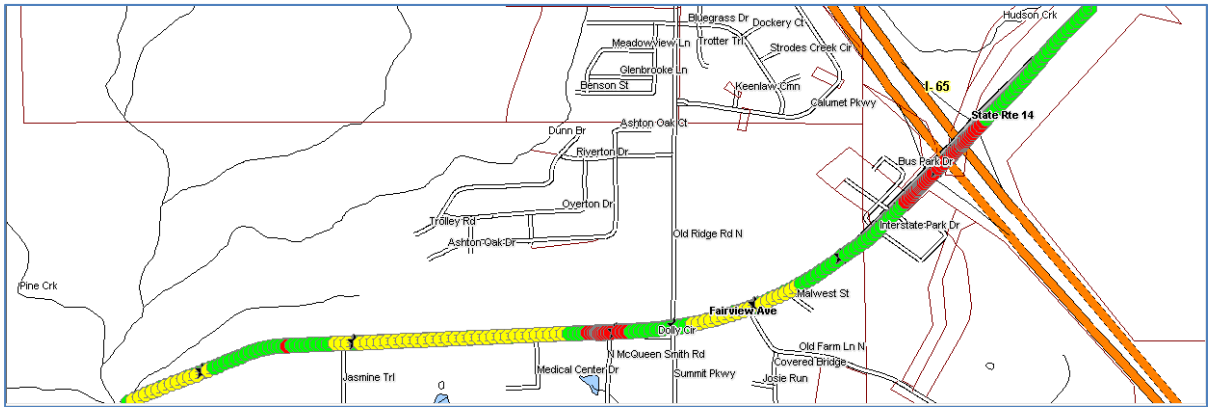 Hudson Crk
Bluegrass Dr
Dockery Ct
Meadowview Ln
Trotter Trl
Strodes Creek Cir
Glenbrooke Ln
Benson St
Keenlaw Cmn
I- 65
Calumet Pkwy
State Rte 14
Ashton Oak Ct
Dunn Br
Riverton Dr
Bus Park Dr
Overton Dr
Trolley Rd
Interstate Park Dr
Old Ridge Rd N
Ashton Oak Dr
Pine Crk
Malwest St
Fairview Ave
Dolly Cir
Old Farm Ln N
N McQueen Smith Rd
Covered Bridge
Medical Center Dr
Summit Pkwy
Jasmine Trl
Josie Run